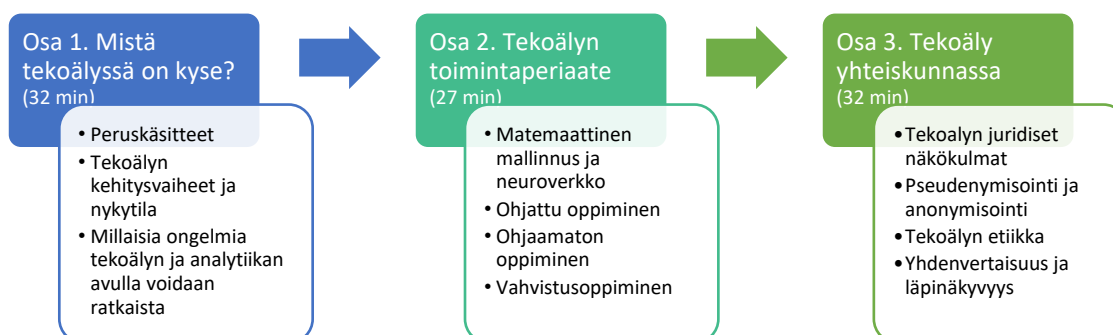 Osa 1. Mistä
tekoälyssä on kyse?
(32 min)
• Peruskäsitteet
• Tekoälyn
kehitysvaiheet ja
nykytila
• Millaisia ongelmia
tekoälyn ja analytiikan
avulla voidaan
ratkaista
Osa 2. Tekoälyn
toimintaperiaate
(27 min)
• Matemaattinen
mallinnus ja
neuroverkko
• Ohjattu oppiminen
• Ohjaamaton
oppiminen
• Vahvistusoppiminen
Osa 3. Tekoäly
yhteiskunnassa
(32 min)
•Tekoalyn juridiset
näkökulmat
•Pseudenymisointi ja
anonymisointi
•Tekoälyn etiikka
•Yhdenvertaisuus ja
läpinäkyvyys